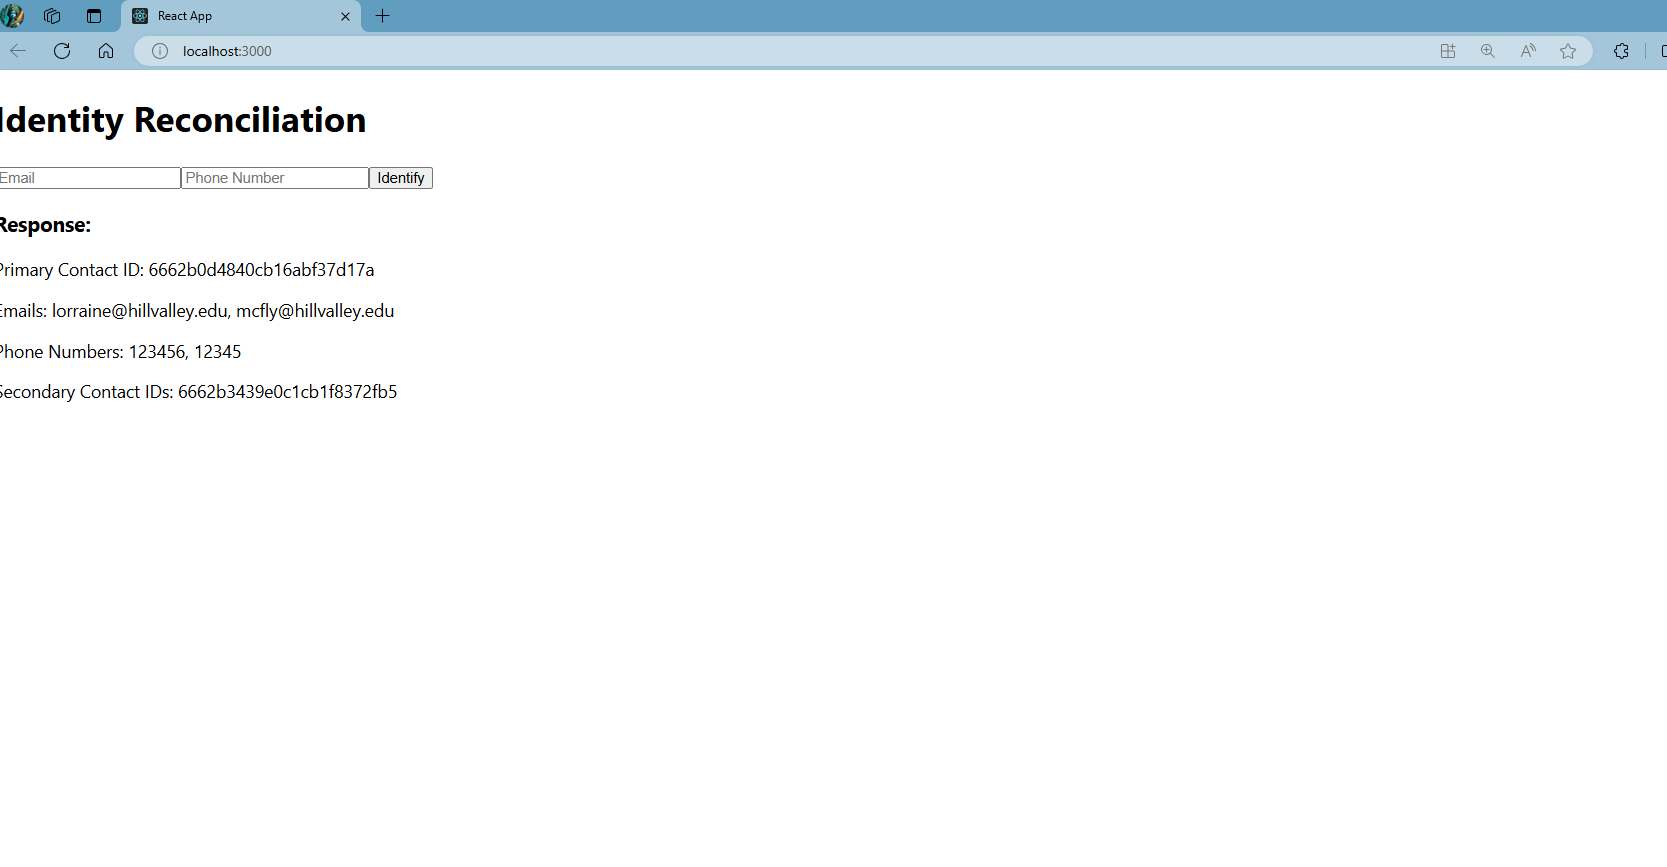 React App
localhost:3000
Identity Reconciliation
Email
Phone Number
Identify
Response:
Primary Contact ID: 6662b0d4840cb16abf37d17a
Emails: lorraine@hillvalley.edu, mcfly@hillvalley.edu
Phone Numbers: 123456, 12345
Secondary Contact IDs: 6662b3439e0c1cb1f8372fb5